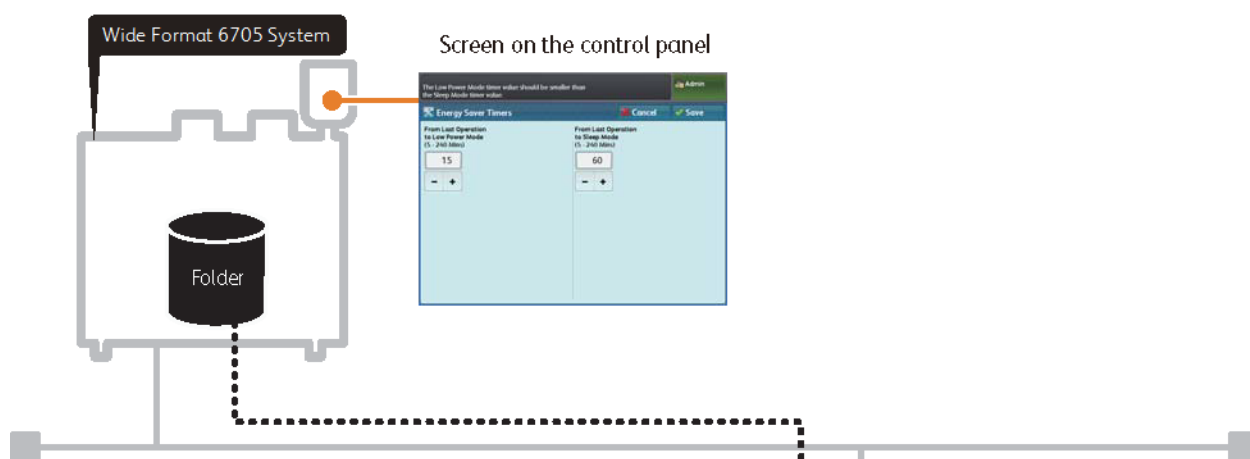 Wide Format 6705 System
Screen on the control panel
The Low Power Mode timer value should be smaller than
the Sleep Mode timer value.
Admin
Energy Saver Timers
Cancel
Save
From Last Operation
to Low Power Mode
(5 - 240 Mins)
15
- +
From Last Operation
to Sleep Mode
(5 - 240 Mins)
60
- +
Folder